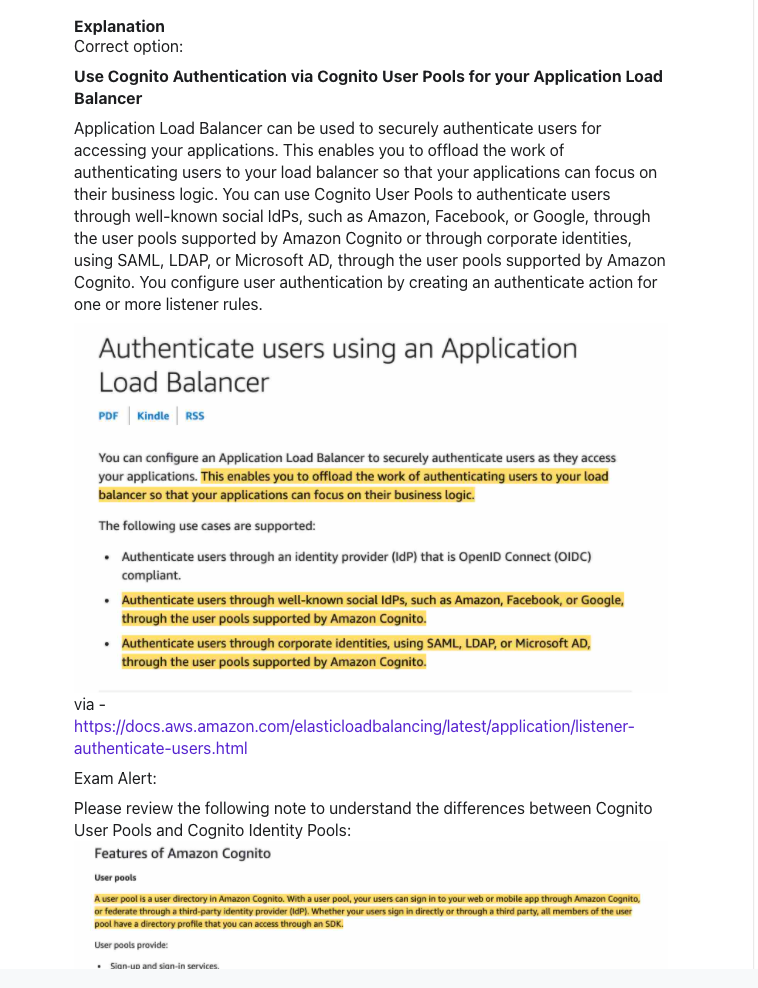 Explanation
Correct option:
Use Cognito Authentication via Cognito User Pools for your Application Load
Balancer
Application Load Balancer can be used to securely authenticate users for
accessing your applications. This enables you to offload the work of
authenticating users to your load balancer so that your applications can focus on
their business logic. You can use Cognito User Pools to authenticate users
through well-known social IdPs, such as Amazon, Facebook, or Google, through
the user pools supported by Amazon Cognito or through corporate identities,
using SAML, LDAP, or Microsoft AD, through the user pools supported by Amazon
Cognito. You configure user authentication by creating an authenticate action for
one or more listener rules.
Authenticate users using an Application
Load Balancer
PDF Kindle RSS
You can configure an Application Load Balancer to securely authenticate users as they access
your applications. This enables you to offload the work of authenticating users to your load
balancer so that your applications can focus on their business logic.
The following use cases are supported:
• Authenticate users through an identity provider (IdP) that is OpenID Connect (OIDC)
compliant.
• Authenticate users through well-known social IdPs, such as Amazon, Facebook, or Google,
through the user pools supported by Amazon Cognito.
• Authenticate users through corporate identities, using SAML, LDAP, or Microsoft AD,
through the user pools supported by Amazon Cognito.
via -
https://docs.aws.amazon.com/elasticloadbalancing/latest/application/listener-
authenticate-users.html
Exam Alert:
Please review the following note to understand the differences between Cognito
User Pools and Cognito Identity Pools:
Features of Amazon Cognito
User pools
A user pool is a user directory in Amazon Cognito. With a user pool, your users can sign in to your web or mobile app through Amazon Cognito,
or federate through a third-party identity provider (IdP). Whether your users sign in directly or through a third party, all members of the user
pool have a directory profile that you can access through an SDK.
User pools provide:
• Sign-up and sign-in services.